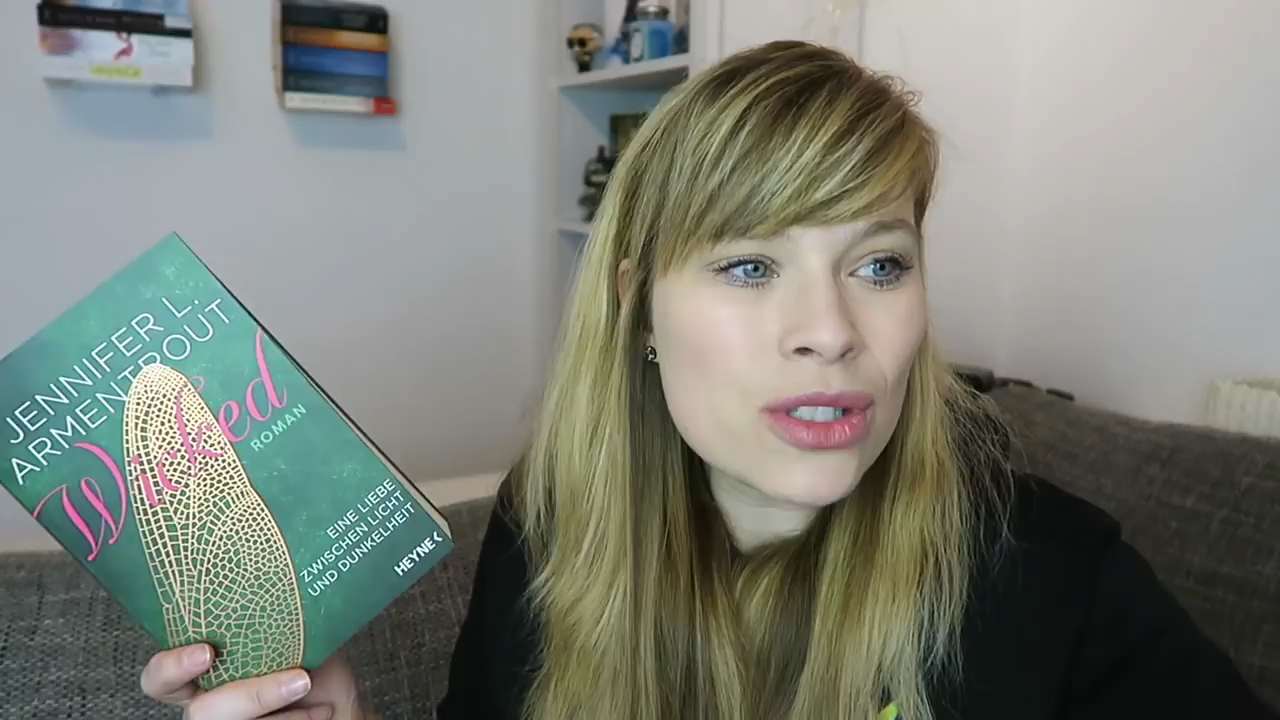 JENNIFER L.
ARMENTROUT
Wicked
ROMAN
EINE LIEBE
ZWISCHEN LICHT
UND DUNKELHEIT
HEYNE<